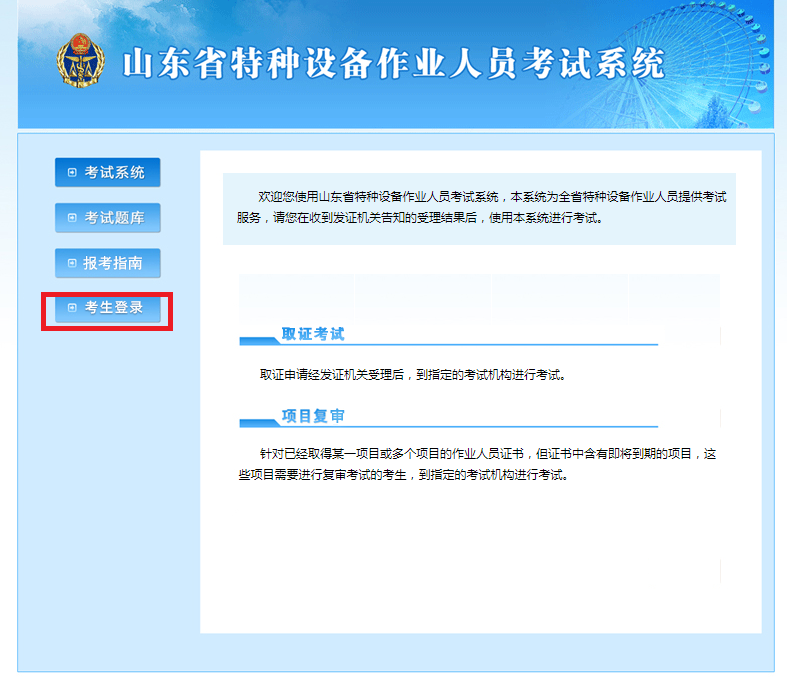 山东省特种设备作业人员考试系统
考试系统
考试题库
报考指南
考生登录
欢迎您使用山东省特种设备作业人员考试系统，本系统为全省特种设备作业人员提供考试
服务，请您在收到发证机关告知的受理结果后，使用本系统进行考试。
取证考试
取证申请经发证机关受理后，到指定的考试机构进行考试。
项目复审
针对已经取得某一项目或多个项目的作业人员证书，但证书中含有即将到期的项目，这
些项目需要进行复审考试的考生，到指定的考试机构进行考试。